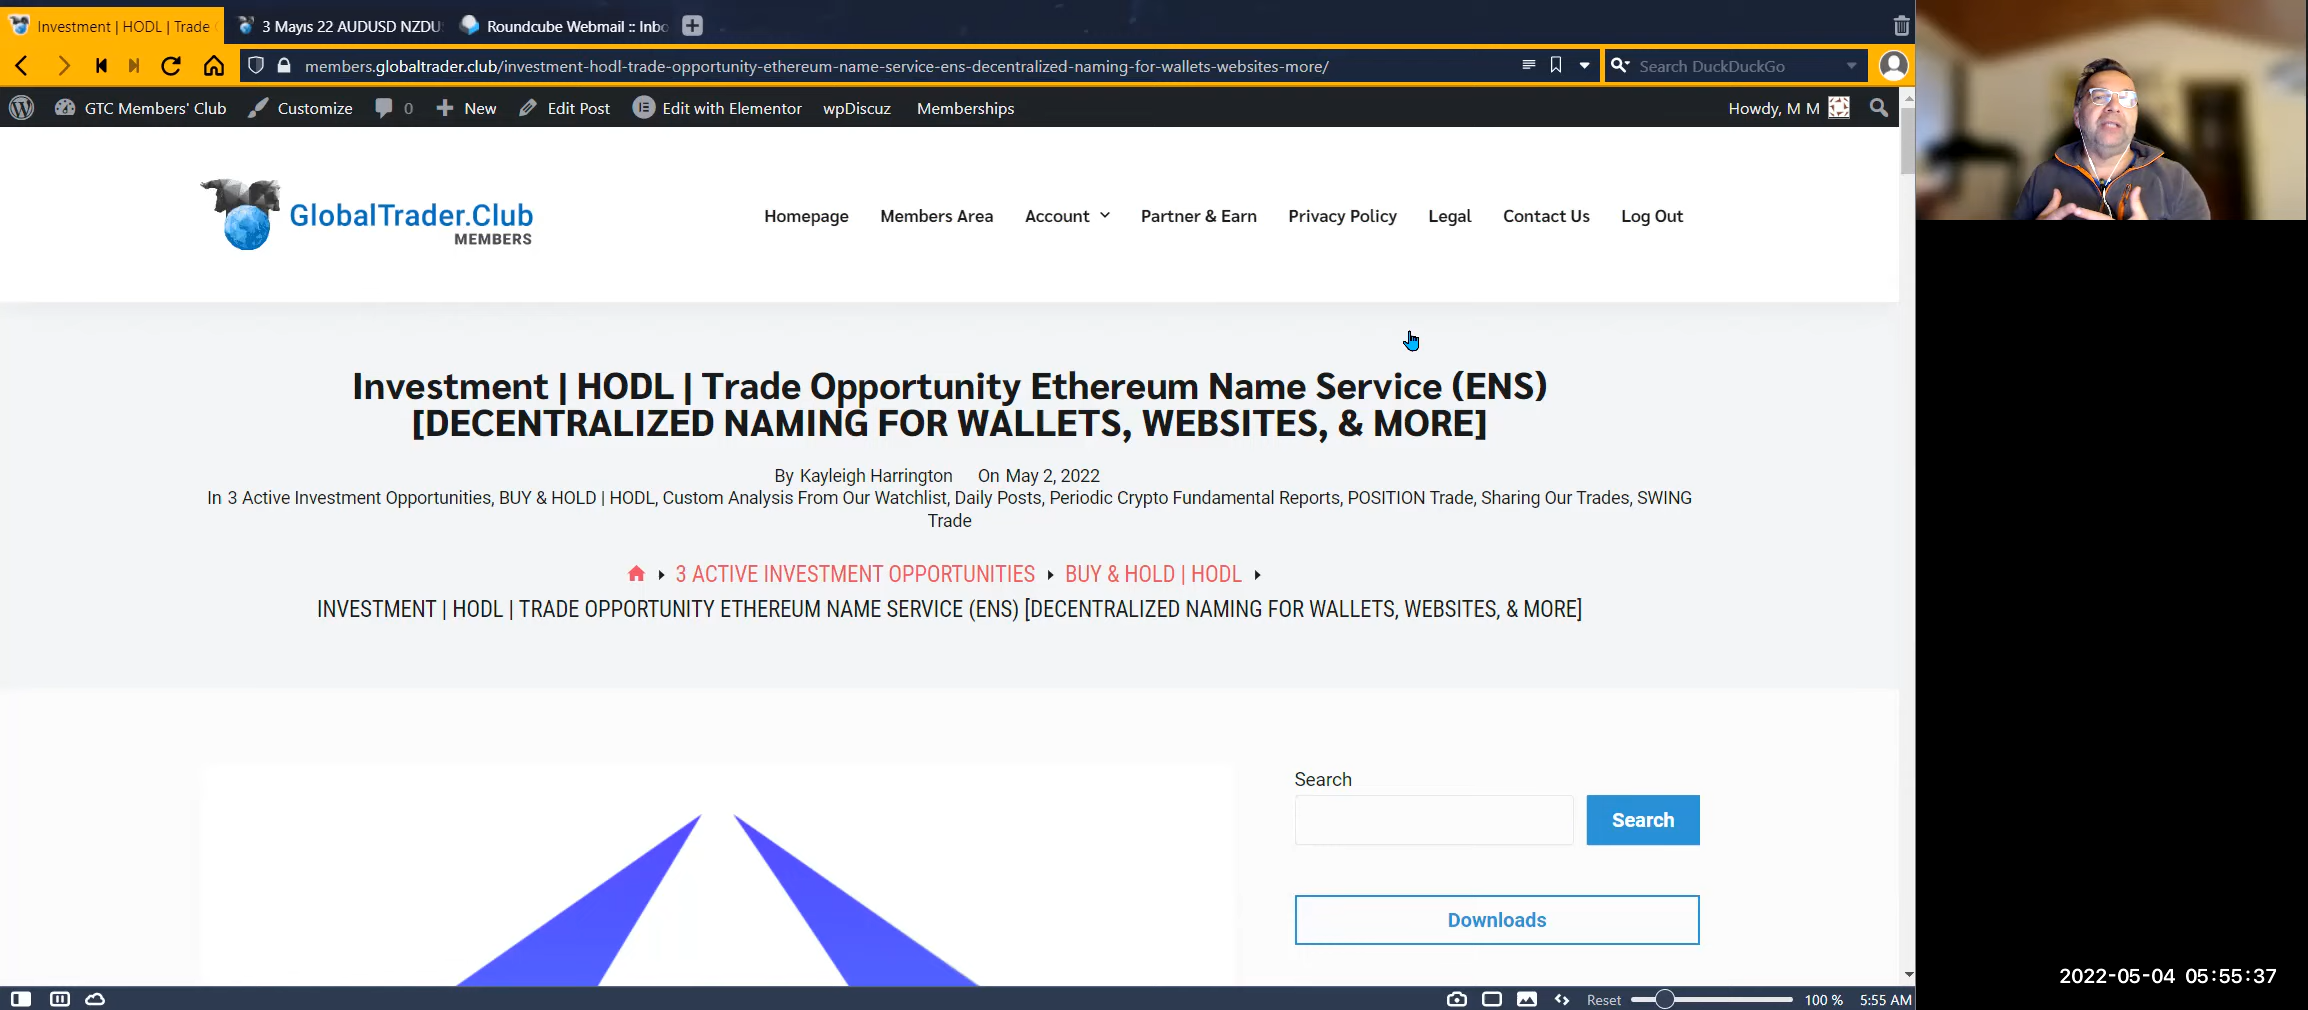 Investment | HODL | Trade
3 Mayıs 22 AUDUSD NZDU
Roundcube Webmail :: Inbo
members.globaltrader.club/investment-hodl-trade-opportunity-ethereum-name-service-ens-decentralized-naming-for-wallets-websites-more/
Search DuckDuckGo
GTC Members' Club
Customize
0
New
Edit Post
Edit with Elementor
wpDiscuz
Memberships
Howdy, M M
GlobalTrader.Club
MEMBERS
Homepage
Members Area
Account
Partner & Earn
Privacy Policy
Legal
Contact Us
Log Out
Investment | HODL | Trade Opportunity Ethereum Name Service (ENS)
[DECENTRALIZED NAMING FOR WALLETS, WEBSITES, & MORE]
By Kayleigh Harrington On May 2, 2022
In 3 Active Investment Opportunities, BUY & HOLD | HODL, Custom Analysis From Our Watchlist, Daily Posts, Periodic Crypto Fundamental Reports, POSITION Trade, Sharing Our Trades, SWING
Trade
3 ACTIVE INVESTMENT OPPORTUNITIES
BUY & HOLD | HODL
INVESTMENT | HODL | TRADE OPPORTUNITY ETHEREUM NAME SERVICE (ENS) [DECENTRALIZED NAMING FOR WALLETS, WEBSITES, & MORE]
Search
Search
Downloads
2022-05-04 05:55:37
Reset
100 %
5:55 AM